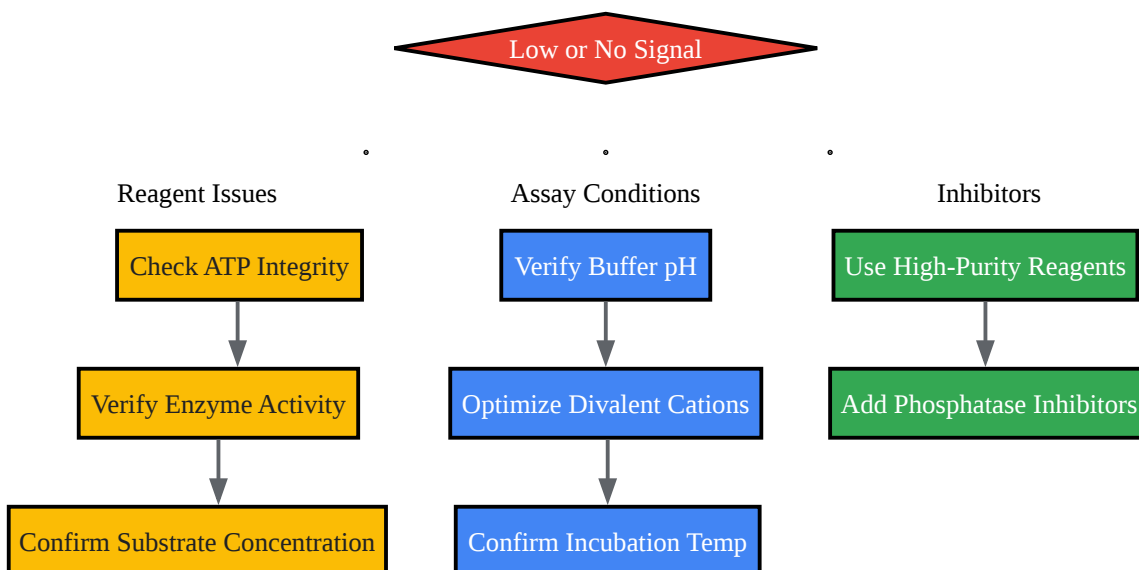 Low or No Signal
Reagent Issues
Assay Conditions
Inhibitors
Check ATP Integrity
Verify Buffer pH
Use High-Purity Reagents
Verify Enzyme Activity
Optimize Divalent Cations
Add Phosphatase Inhibitors
Confirm Substrate Concentration
Confirm Incubation Temp